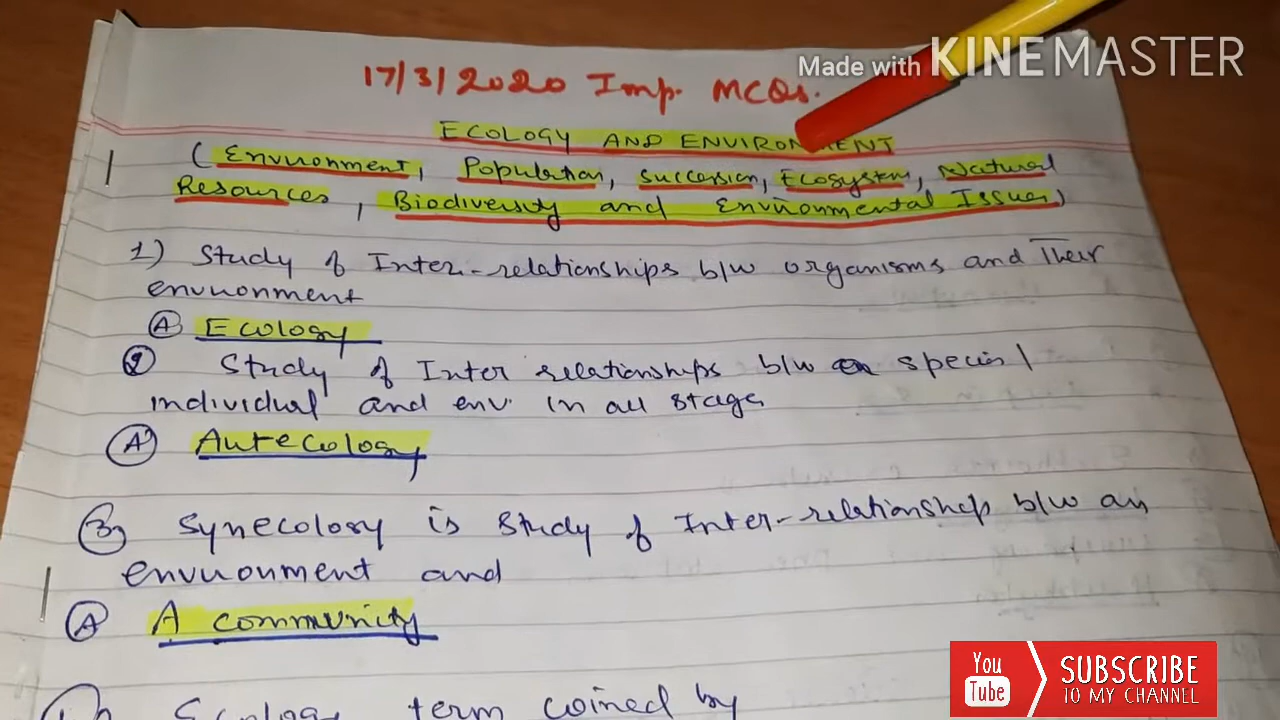 Made with KINEMASTER
17/3/2020 Imp. MCQs.
ECOLOGY AND ENVIRONMENT
(Environment, Population, Succession, Ecosystem, Natural
Resources, Biodiversity and Environmental Issues)
1) Study of Inter-relationships b/w organisms and Their
environment
A Ecology
2 Study of Inter relationships b/w species/
individual and env. in all stage
A Autecology
3 Synecology is study of Inter-relationship b/w an
environment and
A A community
Ecology term coined by
You Tube SUBSCRIBE
TO MY CHANNEL